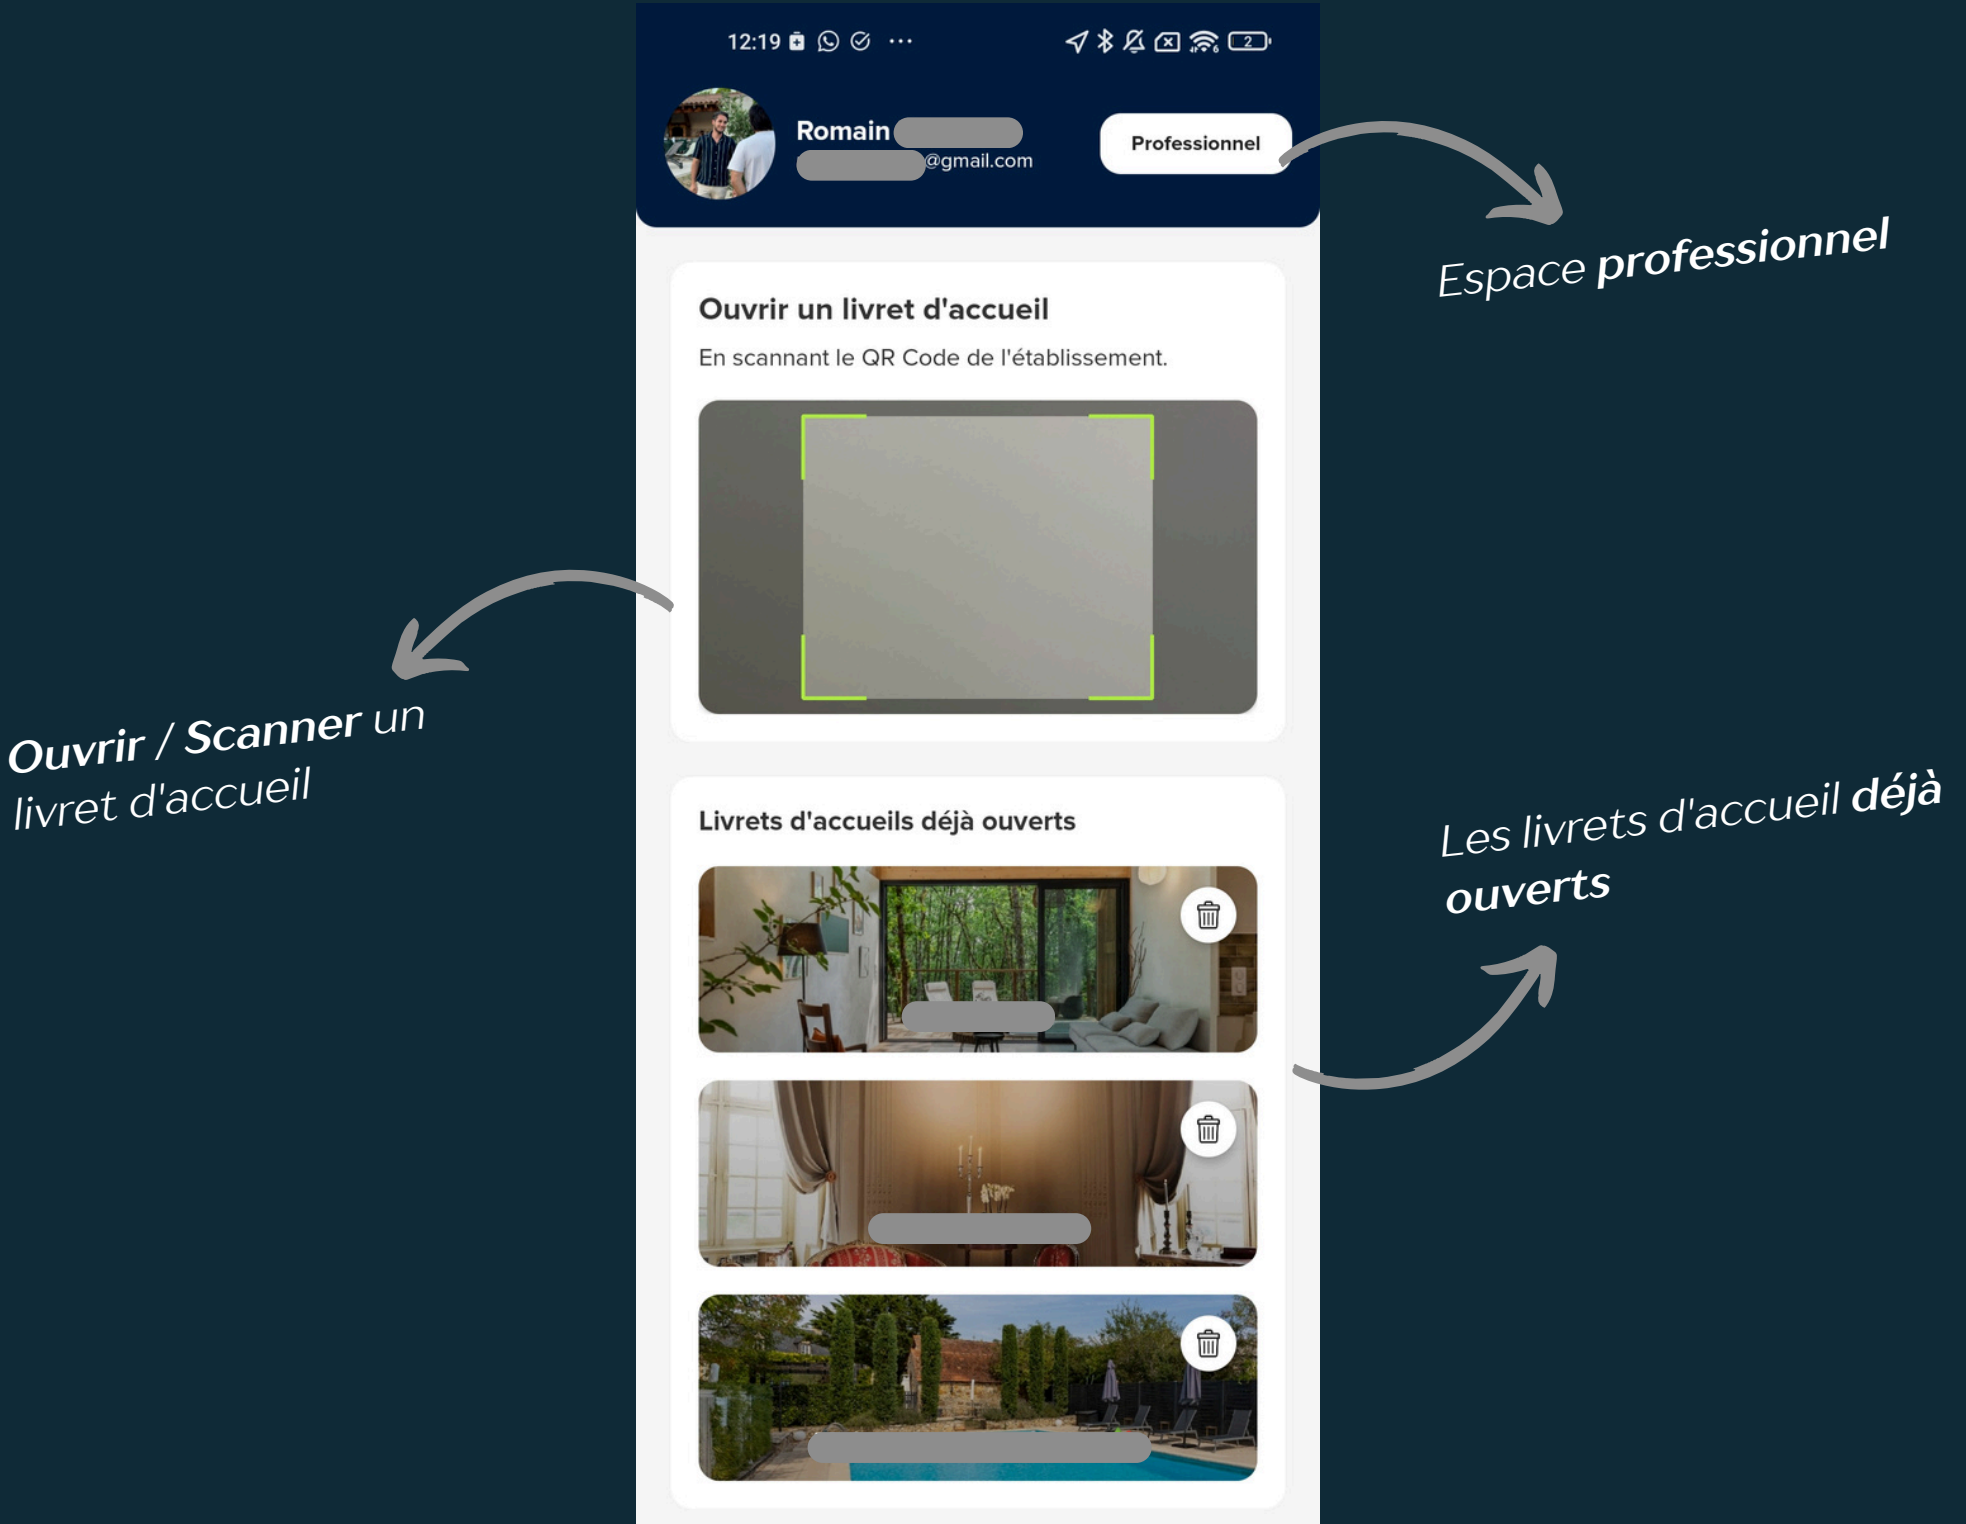 12:19
2
Romain
@gmail.com
Professionnel
Espace professionnel
Ouvrir un livret d'accueil
En scannant le QR Code de l'établissement.
Ouvrir / Scanner un
livret d'accueil
Livrets d'accueils déjà ouverts
Les livrets d'accueil déjà
ouverts